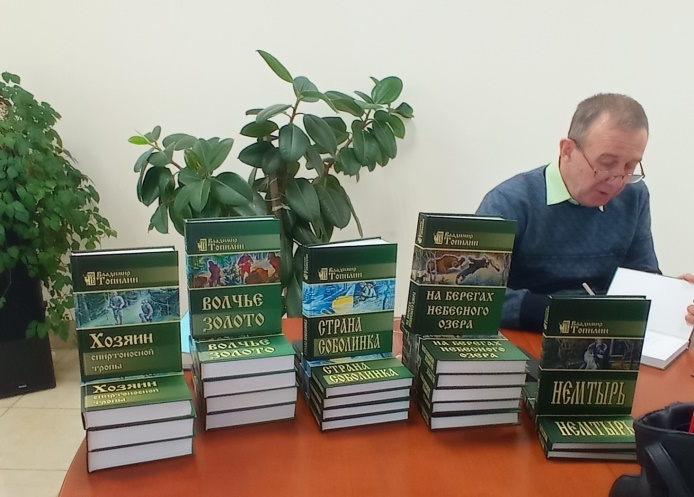 Владимир
Топилин
Хозяин
спиртоносной
тропы
Хозяин
спиртоносной
тропы
Владимир
Топилин
ВОЛЧЬЕ
ЗОЛОТО
ВОЛЧЬЕ ЗОЛОТО
Владимир
Топилин
СТРАНА
СОБОЛИНКА
СТРАНА
СОБОЛИНКА
Владимир
Топилин
НА БЕРЕГАХ
НЕБЕСНОГО
ОЗЕРА
НА БЕРЕГАХ
НЕБЕСНОГО
ОЗЕРА
Владимир
Топилин
НЕМТЫРЬ
НЕМТЫРЬ